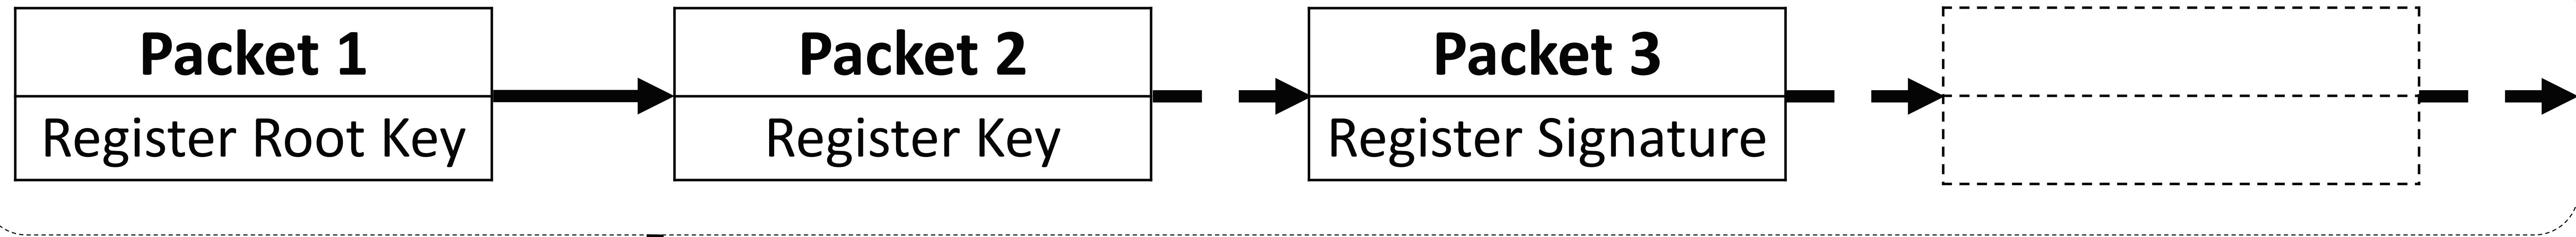 Packet 1
Register Root Key
Packet 2
Register Key
Packet 3
Register Signature